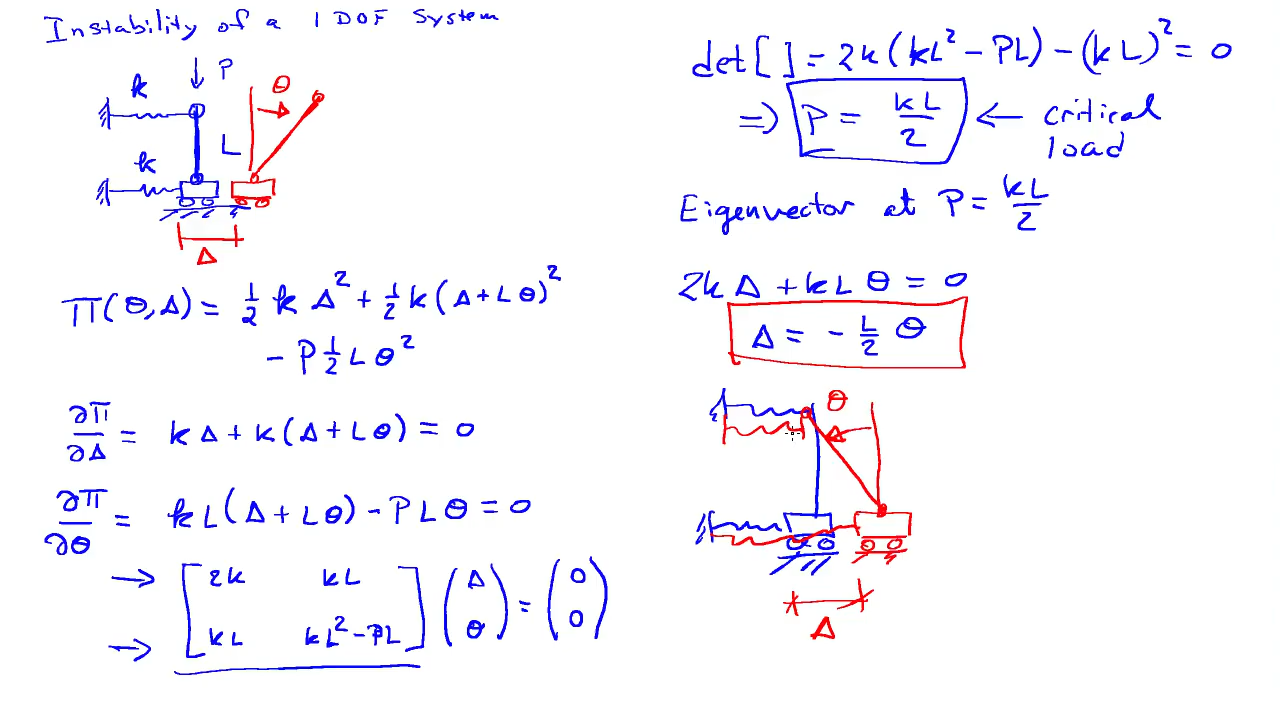 Instability of a 1 DOF System
P
θ
k
L
k
Δ
Π(θ,Δ) = 1/2 k Δ² + 1/2 k(Δ+Lθ)²
- P 1/2 L θ²
∂Π/∂Δ = kΔ + k(Δ+Lθ) = 0
∂Π/∂θ = kL(Δ+Lθ) - PLθ = 0
→ [2k kL] (Δ) = (0)
→ [kL kL²-PL] (θ) (0)
det[ ] = 2k(kL²-PL) - (kL)² = 0
⇒ P = kL/2 ← critical
load
Eigenvector at P = kL/2
2kΔ + kLθ = 0
Δ = - L/2 θ
θ
Δ